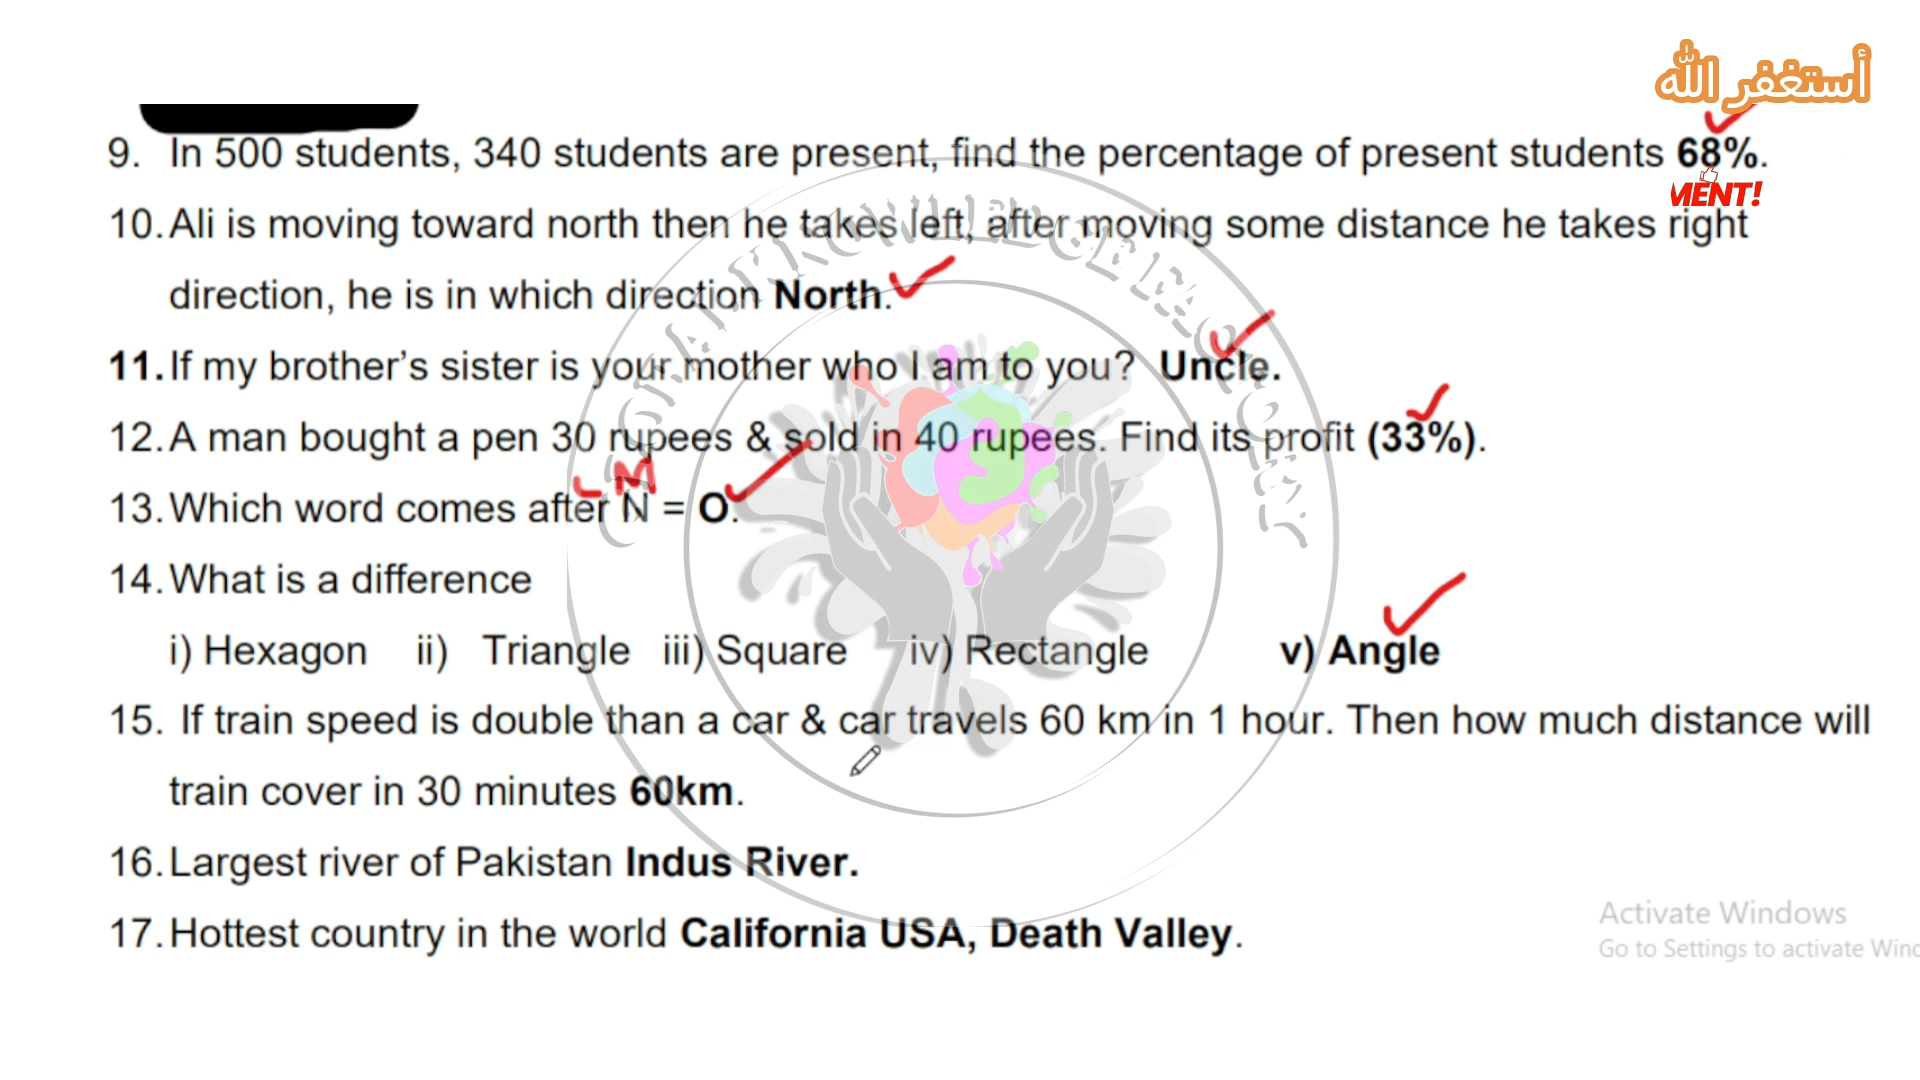 أستغفر الله
9. In 500 students, 340 students are present, find the percentage of present students 68%.
MENT!
10. Ali is moving toward north then he takes left, after moving some distance he takes right
direction, he is in which direction North.
11. If my brother’s sister is your mother who I am to you? Uncle.
12. A man bought a pen 30 rupees & sold in 40 rupees. Find its profit (33%).
M
13. Which word comes after N = O.
14. What is a difference
i) Hexagon ii) Triangle iii) Square iv) Rectangle v) Angle
15. If train speed is double than a car & car travels 60 km in 1 hour. Then how much distance will
train cover in 30 minutes 60km.
16. Largest river of Pakistan Indus River.
17. Hottest country in the world California USA, Death Valley.
Activate Windows
Go to Settings to activate Winc